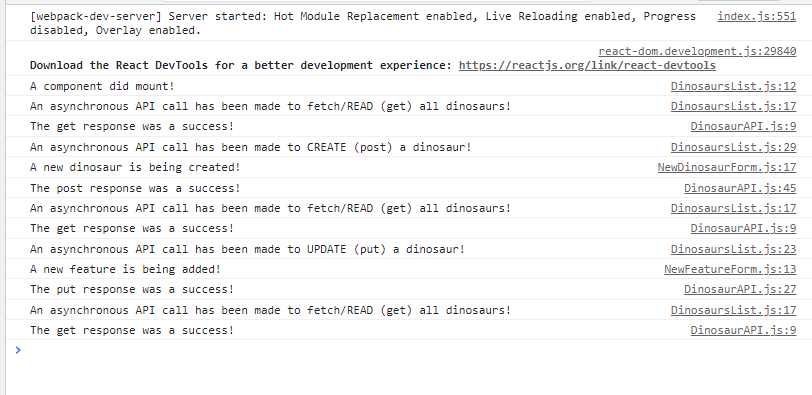 [webpack-dev-server] Server started: Hot Module Replacement enabled, Live Reloading enabled, Progress index.js:551
disabled, Overlay enabled.
react-dom.development.js:29840
Download the React DevTools for a better development experience: https://reactjs.org/link/react-devtools
A component did mount! DinosaursList.js:12
An asynchronous API call has been made to fetch/READ (get) all dinosaurs! DinosaursList.js:17
The get response was a success! DinosaurAPI.js:9
An asynchronous API call has been made to CREATE (post) a dinosaur! DinosaursList.js:29
A new dinosaur is being created! NewDinosaurForm.js:17
The post response was a success! DinosaurAPI.js:45
An asynchronous API call has been made to fetch/READ (get) all dinosaurs! DinosaursList.js:17
The get response was a success! DinosaurAPI.js:9
An asynchronous API call has been made to UPDATE (put) a dinosaur! DinosaursList.js:23
A new feature is being added! NewFeatureForm.js:13
The put response was a success! DinosaurAPI.js:27
An asynchronous API call has been made to fetch/READ (get) all dinosaurs! DinosaursList.js:17
The get response was a success! DinosaurAPI.js:9